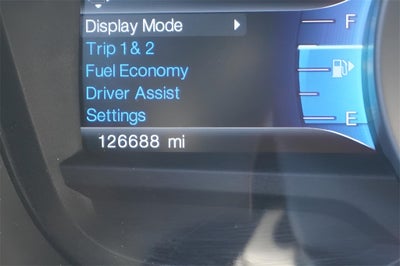 Display Mode
F
Trip 1 & 2
Fuel Economy
Driver Assist
Settings
E
126688 mi